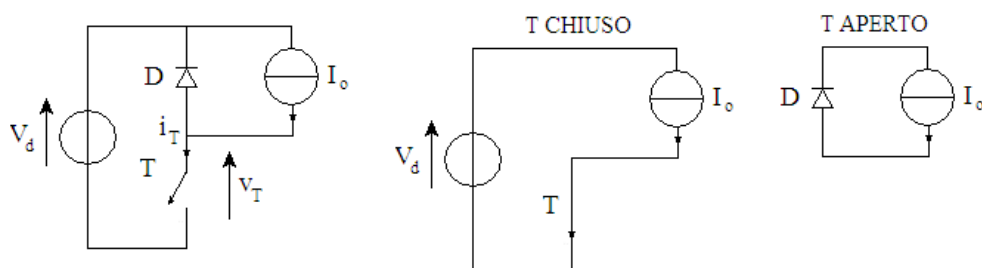 T CHIUSO
T APERTO
D
I_o
V_d
i_T
T
v_T
V_d
I_o
T
D
I_o